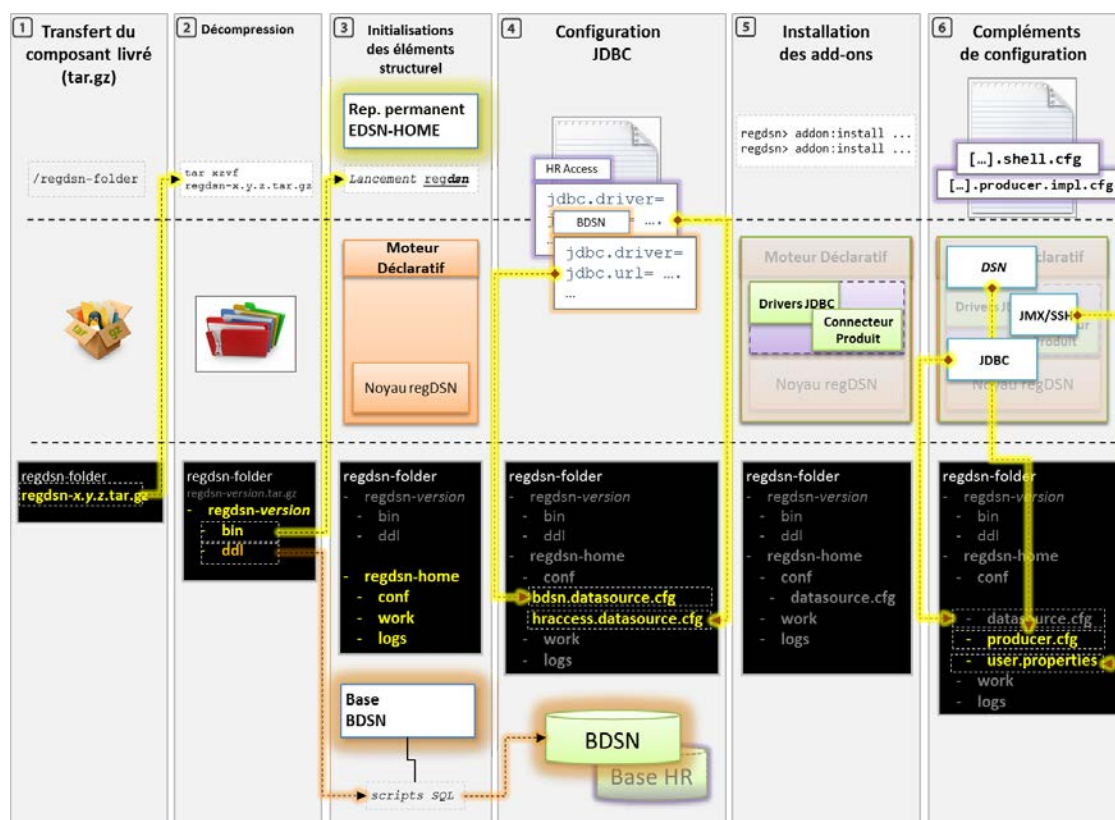 1
Transfert du
composant livré
(tar.gz)
/regdsn-folder
tar
gz
regdsn-folder
regdsn-x.y.z.tar.gz
2
Décompression
tar xzvf
regdsn-x.y.z.tar.gz
regdsn-folder
regdsn-version.tar.gz
- regdsn-version
- bin
- ddl
3
Initialisations
des éléments
structurel
Rep. permanent
EDSN-HOME
Lancement regdsn
Moteur
Déclaratif
Noyau regDSN
regdsn-folder
- regdsn-version
- bin
- ddl
- regdsn-home
- conf
- work
- logs
Base
BDSN
scripts SQL
4
Configuration
JDBC
HR Access
jdbc.driver=
BDSN
jdbc.driver=
jdbc.url= ….
…
regdsn-folder
- regdsn-version
- bin
- ddl
- regdsn-home
- conf
- bdsn.datasource.cfg
hraccess.datasource.cfg
- work
- logs
BDSN
Base HR
5
Installation
des add-ons
regdsn> addon:install ...
regdsn> addon:install ...
Moteur Déclaratif
Drivers JDBC
Connecteur
Produit
Noyau regDSN
regdsn-folder
- regdsn-version
- bin
- ddl
- regdsn-home
- conf
- datasource.cfg
- work
- logs
6
Compléments
de configuration
[…].shell.cfg
[…].producer.impl.cfg
DSN
JMX/SSH
JDBC
Noyau regDSN
regdsn-folder
- regdsn-version
- bin
- ddl
- regdsn-home
- conf
- datasource.cfg
- producer.cfg
- user.properties
- work
- logs